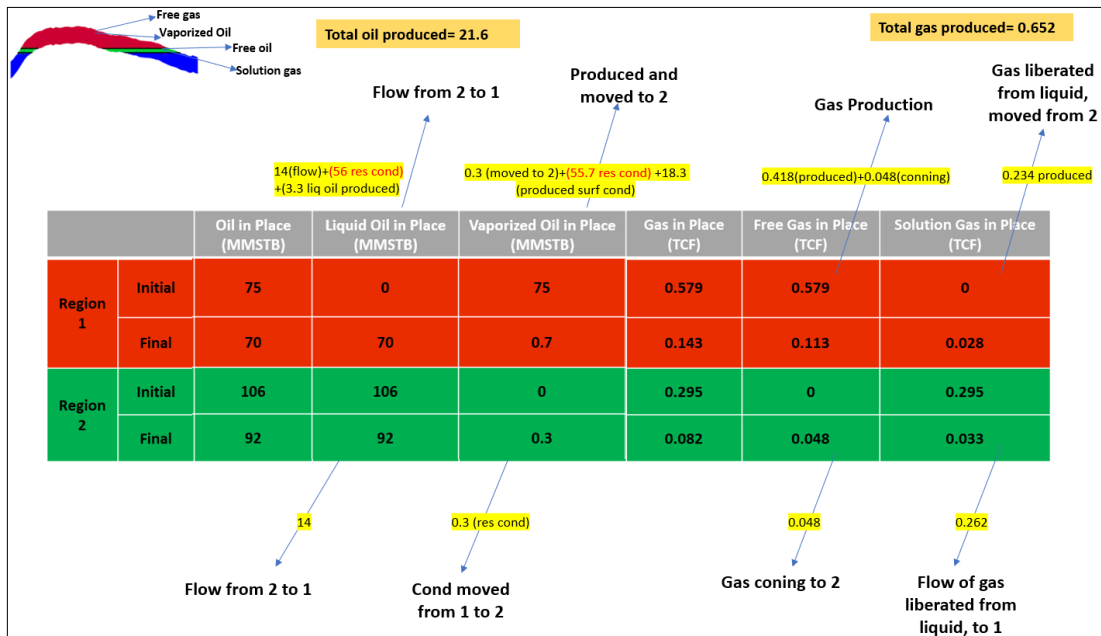 Free gas
Vaporized Oil
Free oil
Solution gas
Total oil produced= 21.6
Total gas produced= 0.652
Flow from 2 to 1
Produced and
moved to 2
Gas Production
Gas liberated
from liquid,
moved from 2
14(flow)+(56 res cond)
+(3.3 liq oil produced)
0.3 (moved to 2)+(55.7 res cond) +18.3
(produced surf cond)
0.418(produced)+0.048(conning)
0.234 produced
Oil in Place
(MMSTB)
Liquid Oil in Place
(MMSTB)
Vaporized Oil in Place
(MMSTB)
Gas in Place
(TCF)
Free Gas in Place
(TCF)
Solution Gas in Place
(TCF)
Region
1
Initial 75 0 75 0.579 0.579 0
Final 70 70 0.7 0.143 0.113 0.028
Region
2
Initial 106 106 0 0.295 0 0.295
Final 92 92 0.3 0.082 0.048 0.033
14
0.3 (res cond)
0.048
0.262
Flow from 2 to 1
Cond moved
from 1 to 2
Gas coning to 2
Flow of gas
liberated from
liquid, to 1